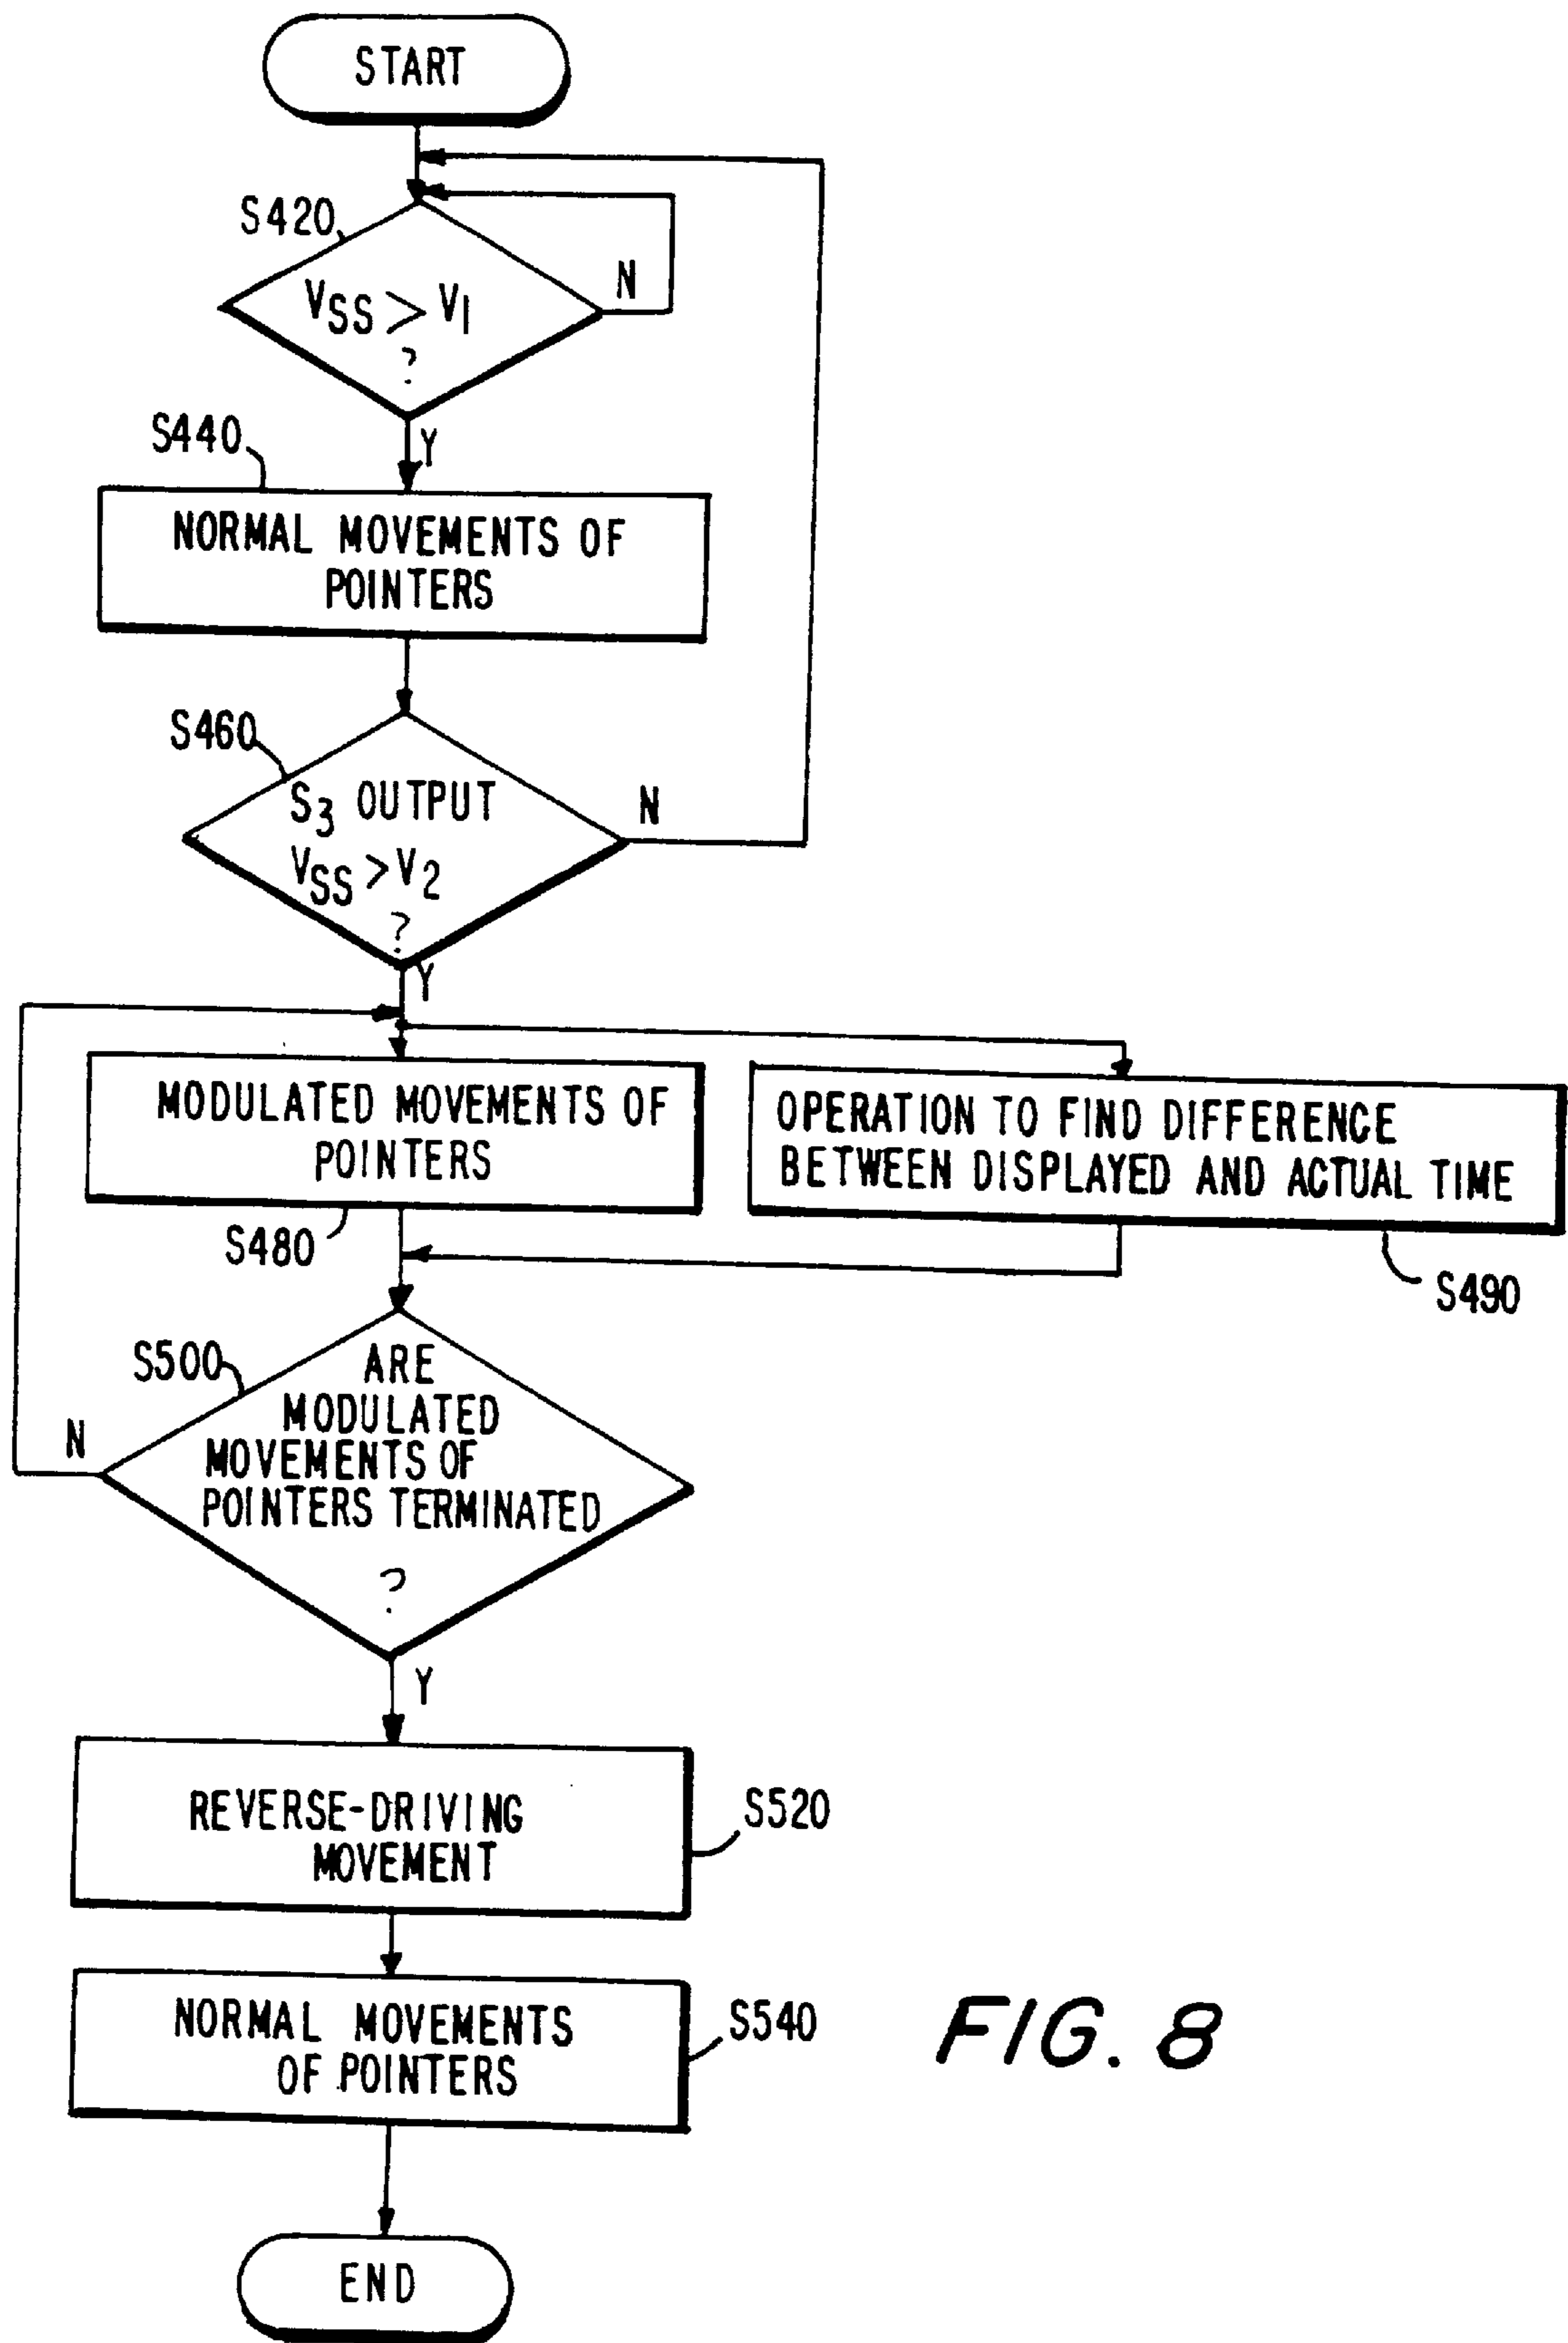 START
S420
VSS > V1
?
N
Y
S440
NORMAL MOVEMENTS OF
POINTERS
S460
S3 OUTPUT
VSS > V2
?
N
Y
MODULATED MOVEMENTS OF
POINTERS
S480
OPERATION TO FIND DIFFERENCE
BETWEEN DISPLAYED AND ACTUAL TIME
S490
S500
ARE
MODULATED
MOVEMENTS OF
POINTERS TERMINATED
?
N
Y
REVERSE-DRIVING
MOVEMENT
S520
NORMAL MOVEMENTS
OF POINTERS
S540
FIG. 8
END